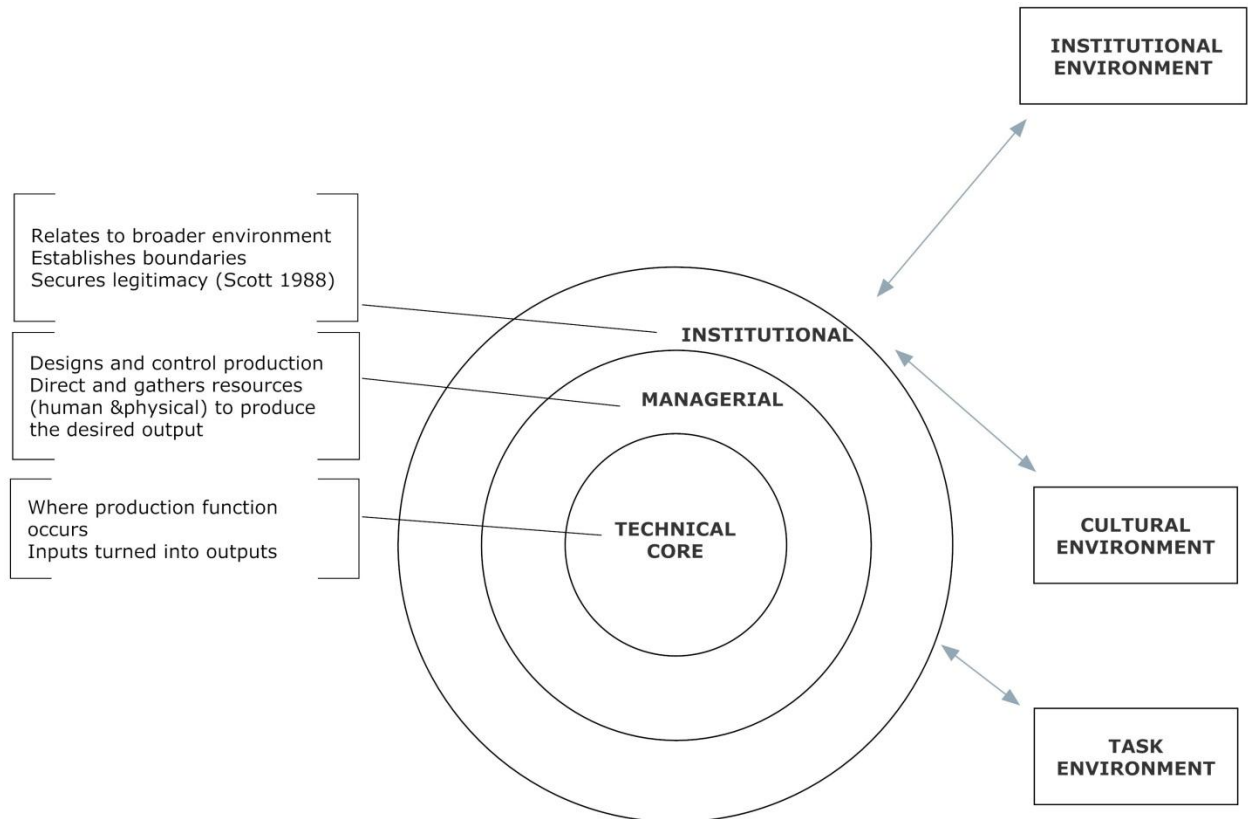 INSTITUTIONAL
ENVIRONMENT
Relates to broader environment
Establishes boundaries
Secures legitimacy (Scott 1988)
INSTITUTIONAL
Designs and control production
Direct and gathers resources
(human &physical) to produce
the desired output
MANAGERIAL
Where production function
occurs
Inputs turned into outputs
TECHNICAL
CORE
CULTURAL
ENVIRONMENT
TASK
ENVIRONMENT